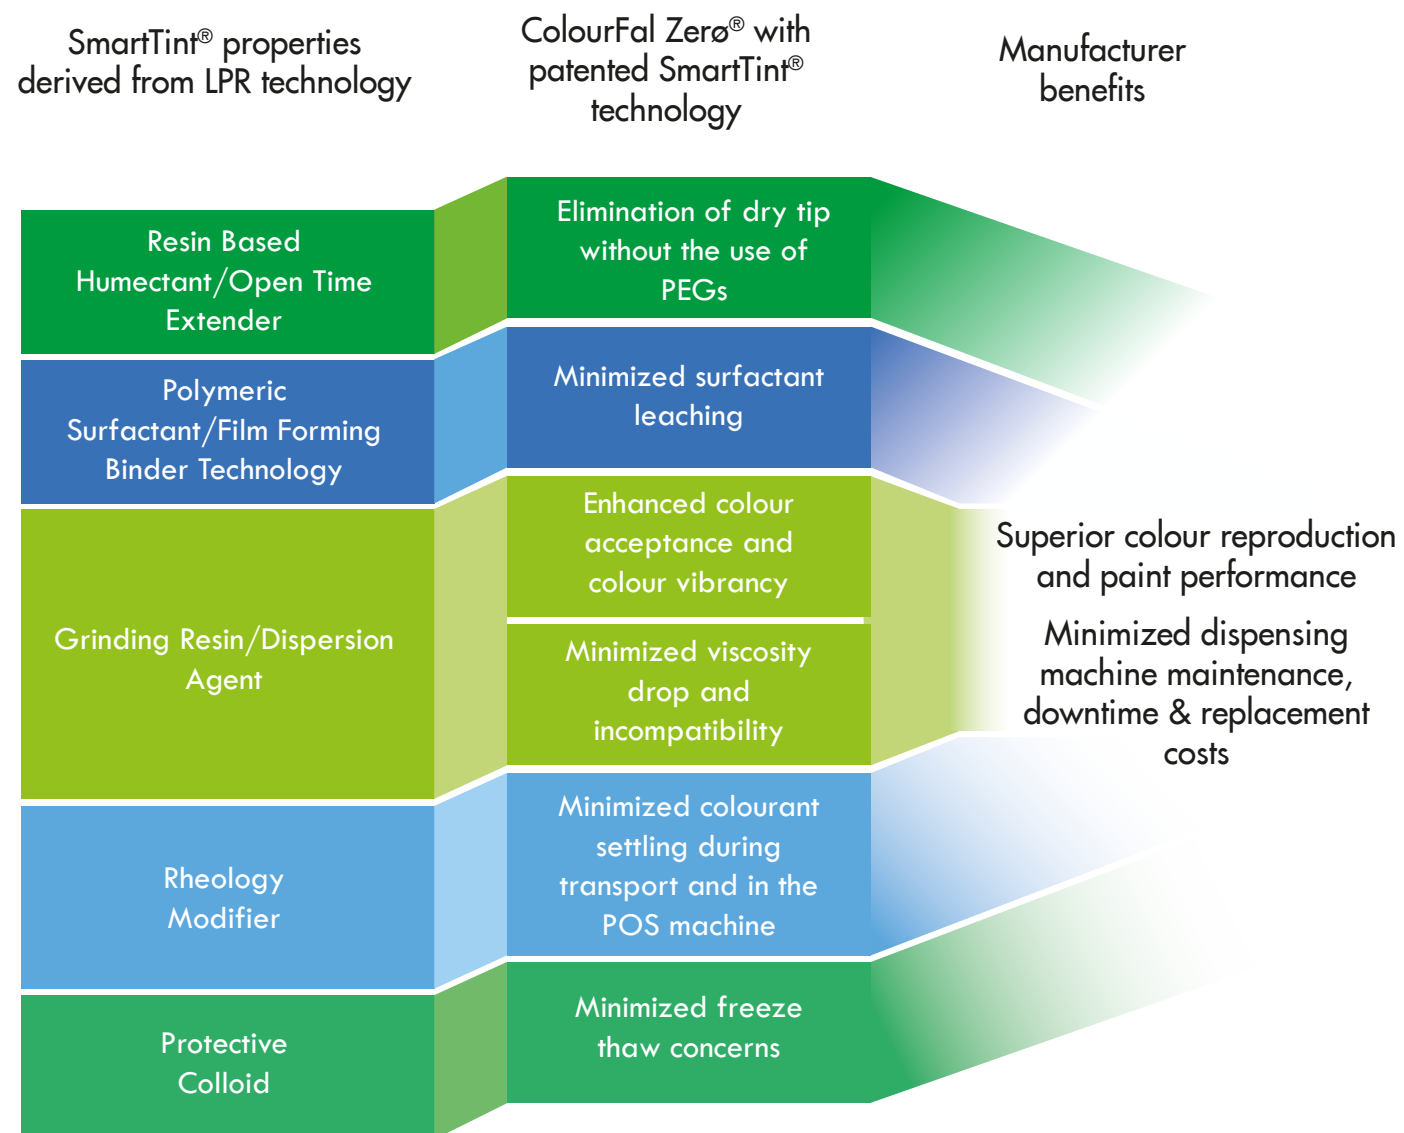 SmartTint® properties
derived from LPR technology
ColourFal Zerø® with
patented SmartTint®
technology
Manufacturer
benefits
Resin Based
Humectant/Open Time
Extender
Elimination of dry tip
without the use of
PEGs
Polymeric
Surfactant/Film Forming
Binder Technology
Minimized surfactant
leaching
Grinding Resin/Dispersion
Agent
Enhanced colour
acceptance and
colour vibrancy
Minimized viscosity
drop and
incompatibility
Rheology
Modifier
Minimized colourant
settling during
transport and in the
POS machine
Protective
Colloid
Minimized freeze
thaw concerns
Superior colour reproduction
and paint performance
Minimized dispensing
machine maintenance,
downtime & replacement
costs